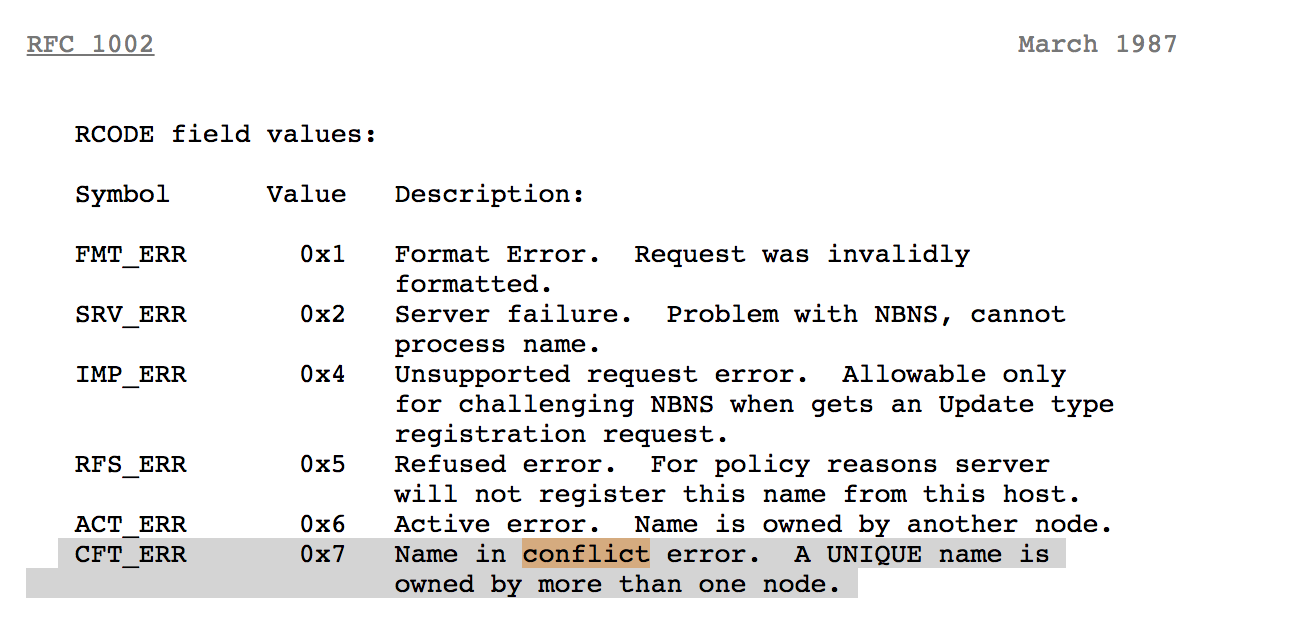 RFC 1002 March 1987
RCODE field values:
Symbol Value Description:
FMT_ERR 0x1 Format Error. Request was invalidly
formatted.
SRV_ERR 0x2 Server failure. Problem with NBNS, cannot
process name.
IMP_ERR 0x4 Unsupported request error. Allowable only
for challenging NBNS when gets an Update type
registration request.
RFS_ERR 0x5 Refused error. For policy reasons server
will not register this name from this host.
ACT_ERR 0x6 Active error. Name is owned by another node.
CFT_ERR 0x7 Name in conflict error. A UNIQUE name is
owned by more than one node.